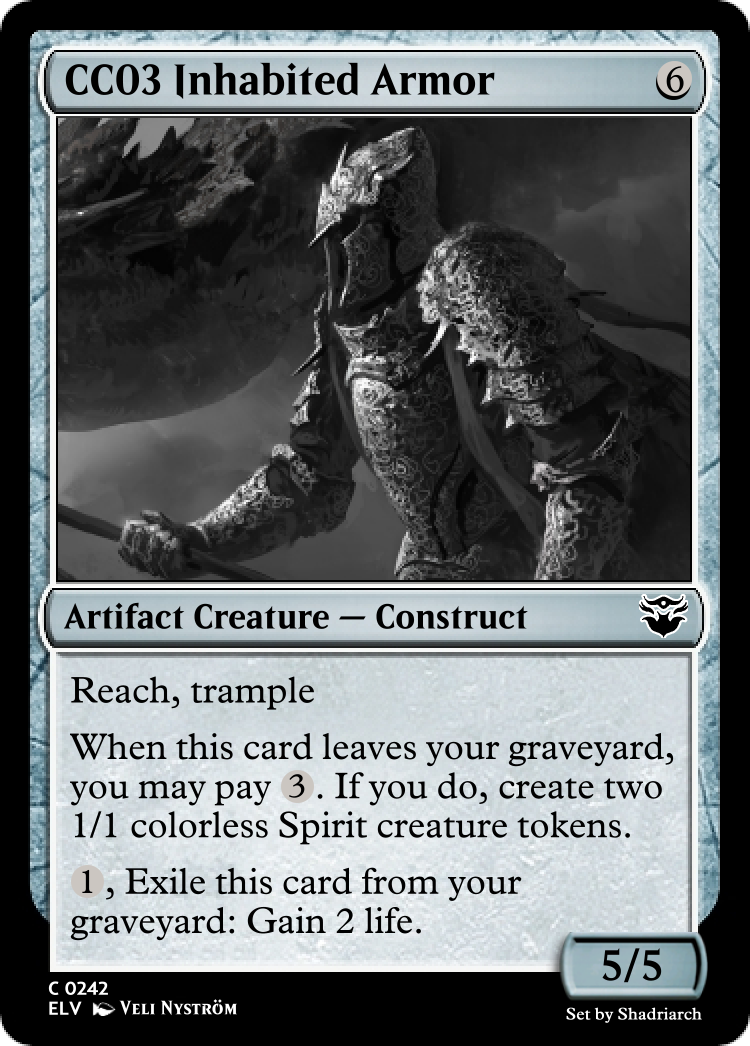 CC03 Inhabited Armor 6
Artifact Creature — Construct
Reach, trample
When this card leaves your graveyard,
you may pay 3. If you do, create two
1/1 colorless Spirit creature tokens.
1, Exile this card from your
graveyard: Gain 2 life.
5/5
C 0242
ELV VELI NYSTRÖM
Set by Shadriarch